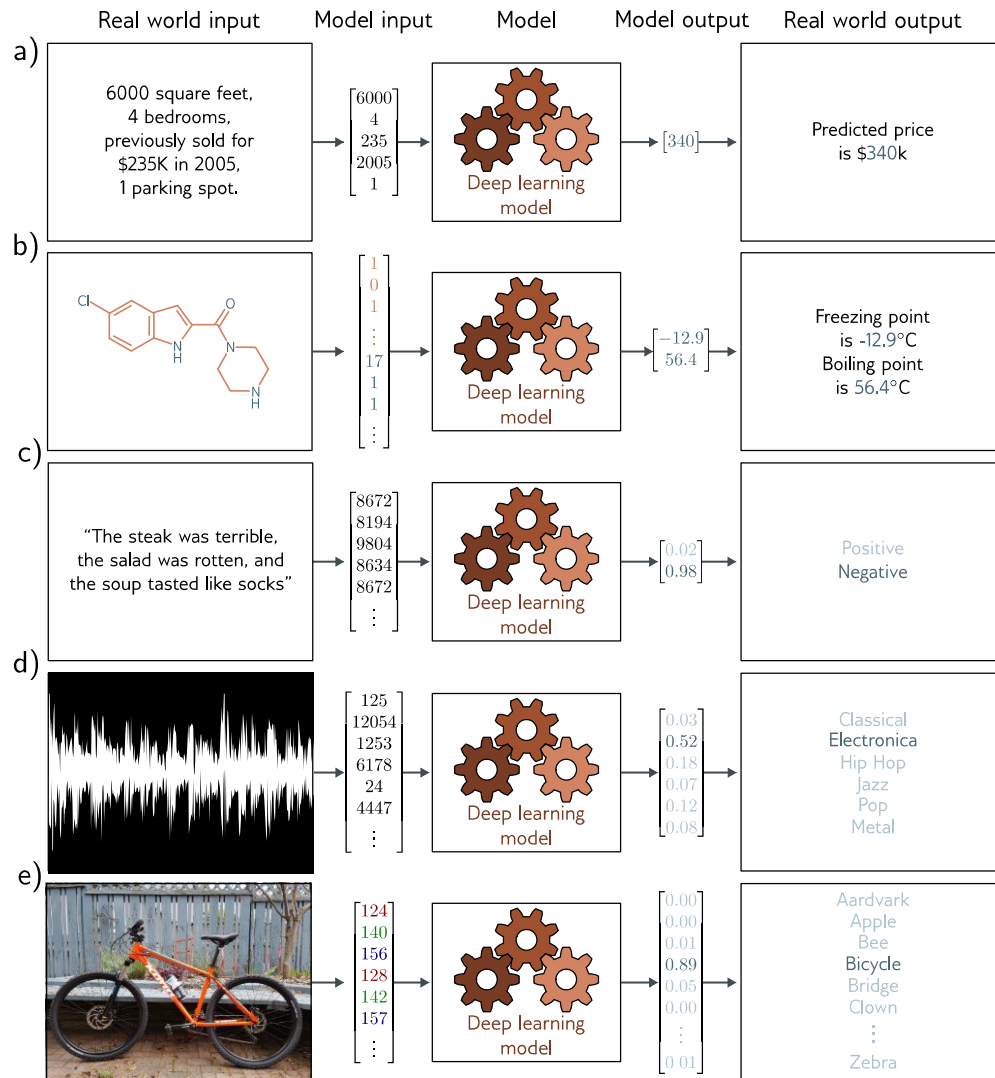 Real world input Model input Model Model output Real world output
a)
6000 square feet,
4 bedrooms,
previously sold for
$235K in 2005,
1 parking spot.
6000
4
235
2005
1
Deep learning
model
[340]
Predicted price
is $340k
b)
Cl
O
N
H
N
N
H
1
0
1
⋮
17
1
1
⋮
Deep learning
model
−12.9
56.4
Freezing point
is -12.9°C
Boiling point
is 56.4°C
c)
“The steak was terrible,
the salad was rotten, and
the soup tasted like socks”
8672
8194
9804
8634
8672
⋮
Deep learning
model
0.02
0.98
Positive
Negative
d)
125
12054
1253
6178
24
4447
⋮
Deep learning
model
0.03
0.52
0.18
0.07
0.12
0.08
Classical
Electronica
Hip Hop
Jazz
Pop
Metal
e)
124
140
156
128
142
157
⋮
Deep learning
model
0.00
0.00
0.01
0.89
0.05
0.00
⋮
0.01
Aardvark
Apple
Bee
Bicycle
Bridge
Clown
⋮
Zebra